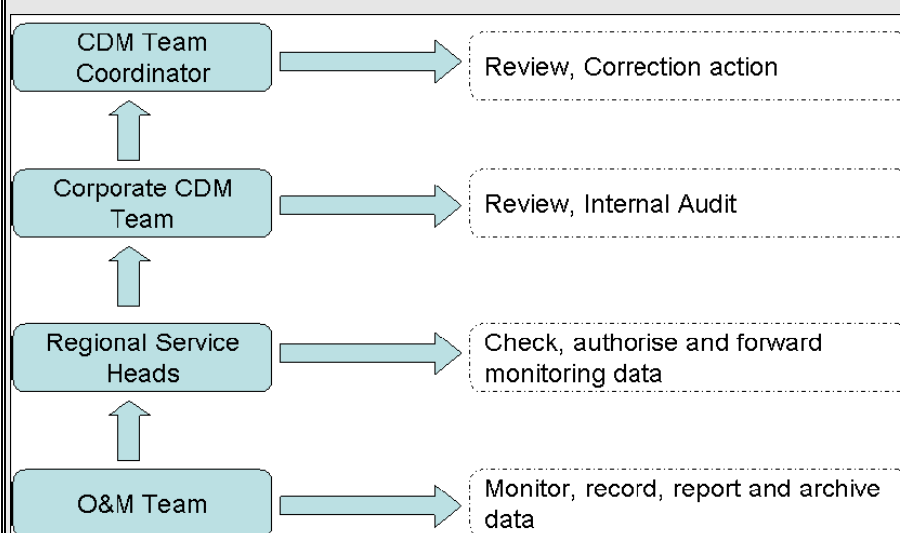 CDM Team
Coordinator
Review, Correction action
Corporate CDM
Team
Review, Internal Audit
Regional Service
Heads
Check, authorise and forward
monitoring data
O&M Team
Monitor, record, report and archive
data